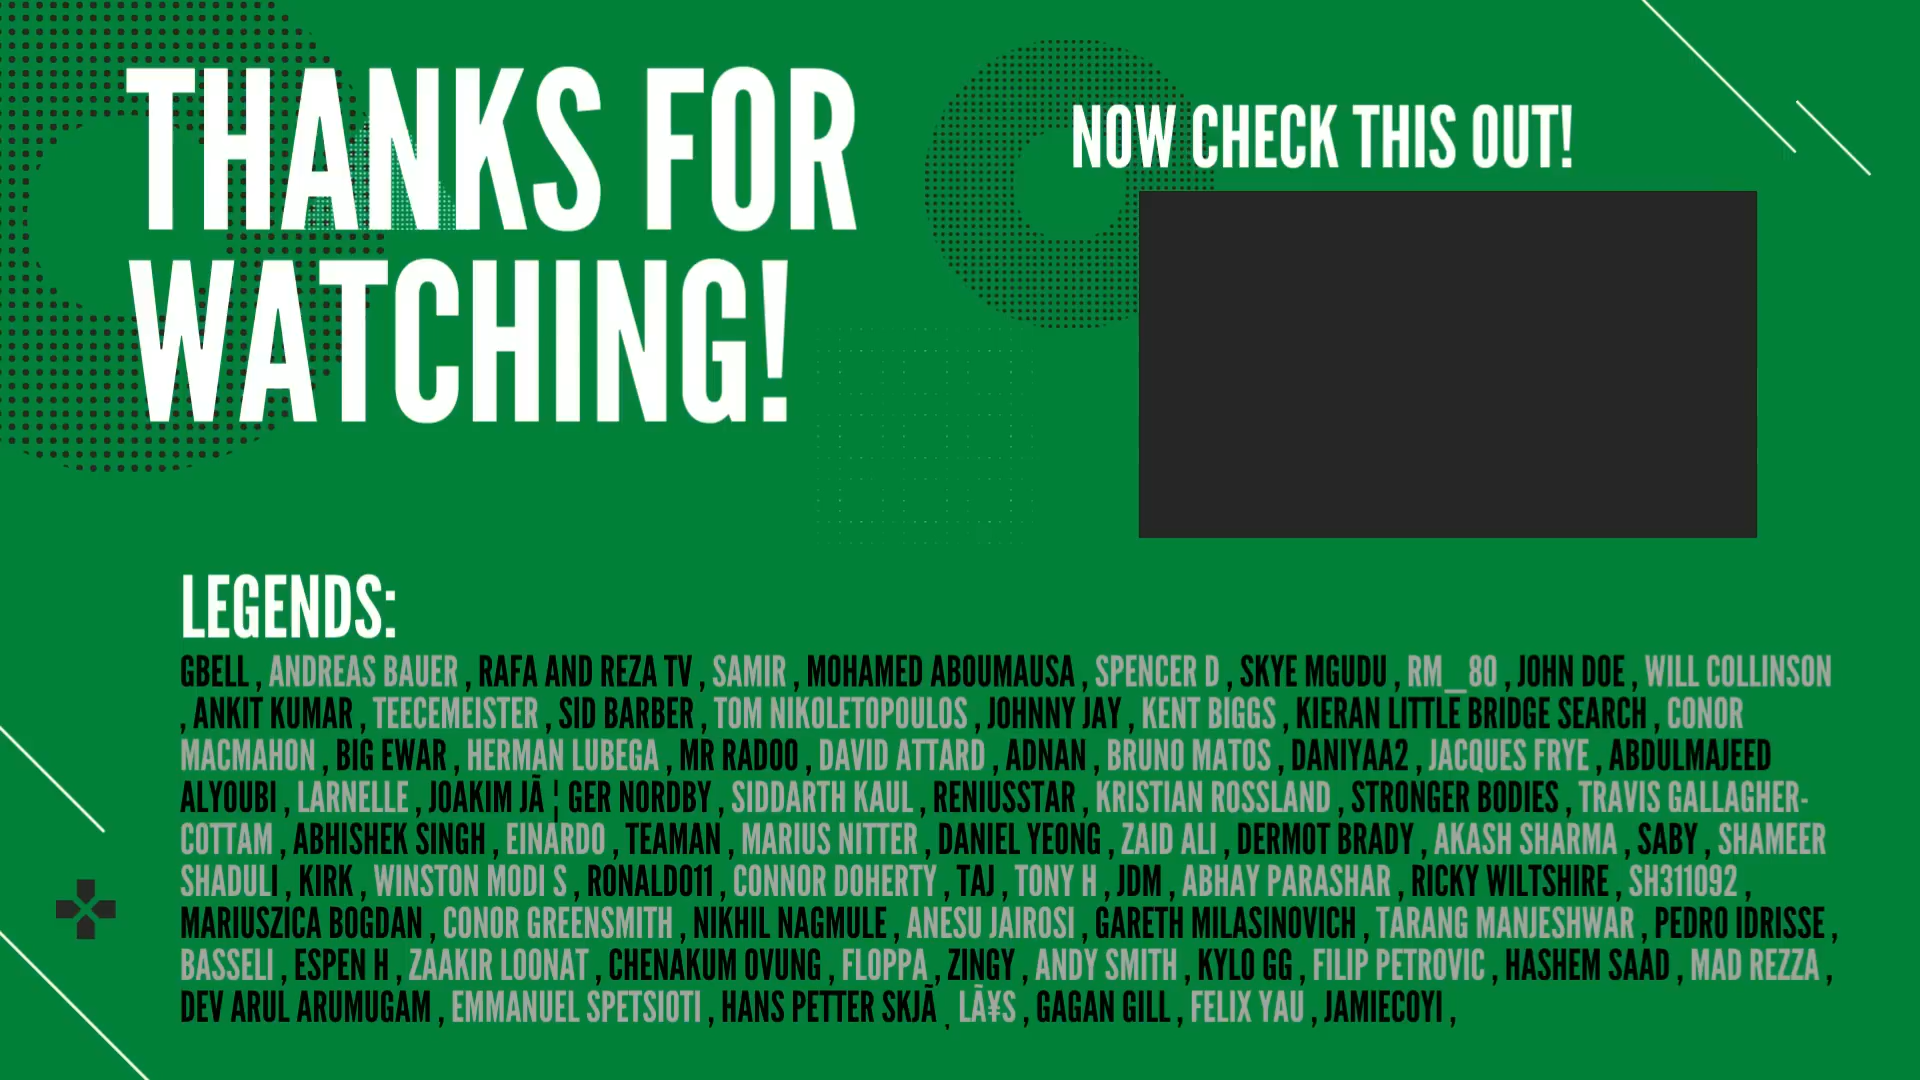 THANKS FOR
WATCHING!
NOW CHECK THIS OUT!
LEGENDS:
GBELL , ANDREAS BAUER , RAFA AND REZA TV , SAMIR , MOHAMED ABOUMAUSA , SPENCER D , SKYE MGUDU , RM_80 , JOHN DOE , WILL COLLINSON
, ANKIT KUMAR , TEECEMEISTER , SID BARBER , TOM NIKOLETOPOULOS , JOHNNY JAY , KENT BIGGS , KIERAN LITTLE BRIDGE SEARCH , CONOR
MACMAHON , BIG EWAR , HERMAN LUBEGA , MR RADOO , DAVID ATTARD , ADNAN , BRUNO MATOS , DANIYAA2 , JACQUES FRYE , ABDULMAJEED
ALYOUBI , LARNELLE , JOAKIM JÃ¦GER NORDBY , SIDDARTH KAUL , RENIUSSTAR , KRISTIAN ROSSLAND , STRONGER BODIES , TRAVIS GALLAGHER-
COTTAM , ABHISHEK SINGH , EINARDO , TEAMAN , MARIUS NITTER , DANIEL YEONG , ZAID ALI , DERMOT BRADY , AKASH SHARMA , SABY , SHAMEER
SHADULI , KIRK , WINSTON MODI S , RONALDO11 , CONNOR DOHERTY , TAJ , TONY H , JDM , ABHAY PARASHAR , RICKY WILTSHIRE , SH311092 ,
MARIUSZICA BOGDAN , CONOR GREENSMITH , NIKHIL NAGMULE , ANESU JAIROSI , GARETH MILASINOVICH , TARANG MANJESHWAR , PEDRO IDRISSE ,
BASSELI , ESPEN H , ZAAKIR LOONAT , CHENAKUM OVUNG , FLOPPA , ZINGY , ANDY SMITH , KYLO GG , FILIP PETROVIC , HASHEM SAAD , MAD REZZA ,
DEV ARUL ARUMUGAM , EMMANUEL SPETSIOTI , HANS PETTER SKJÃ¸LÃ¥S , GAGAN GILL , FELIX YAU , JAMIECOYI ,